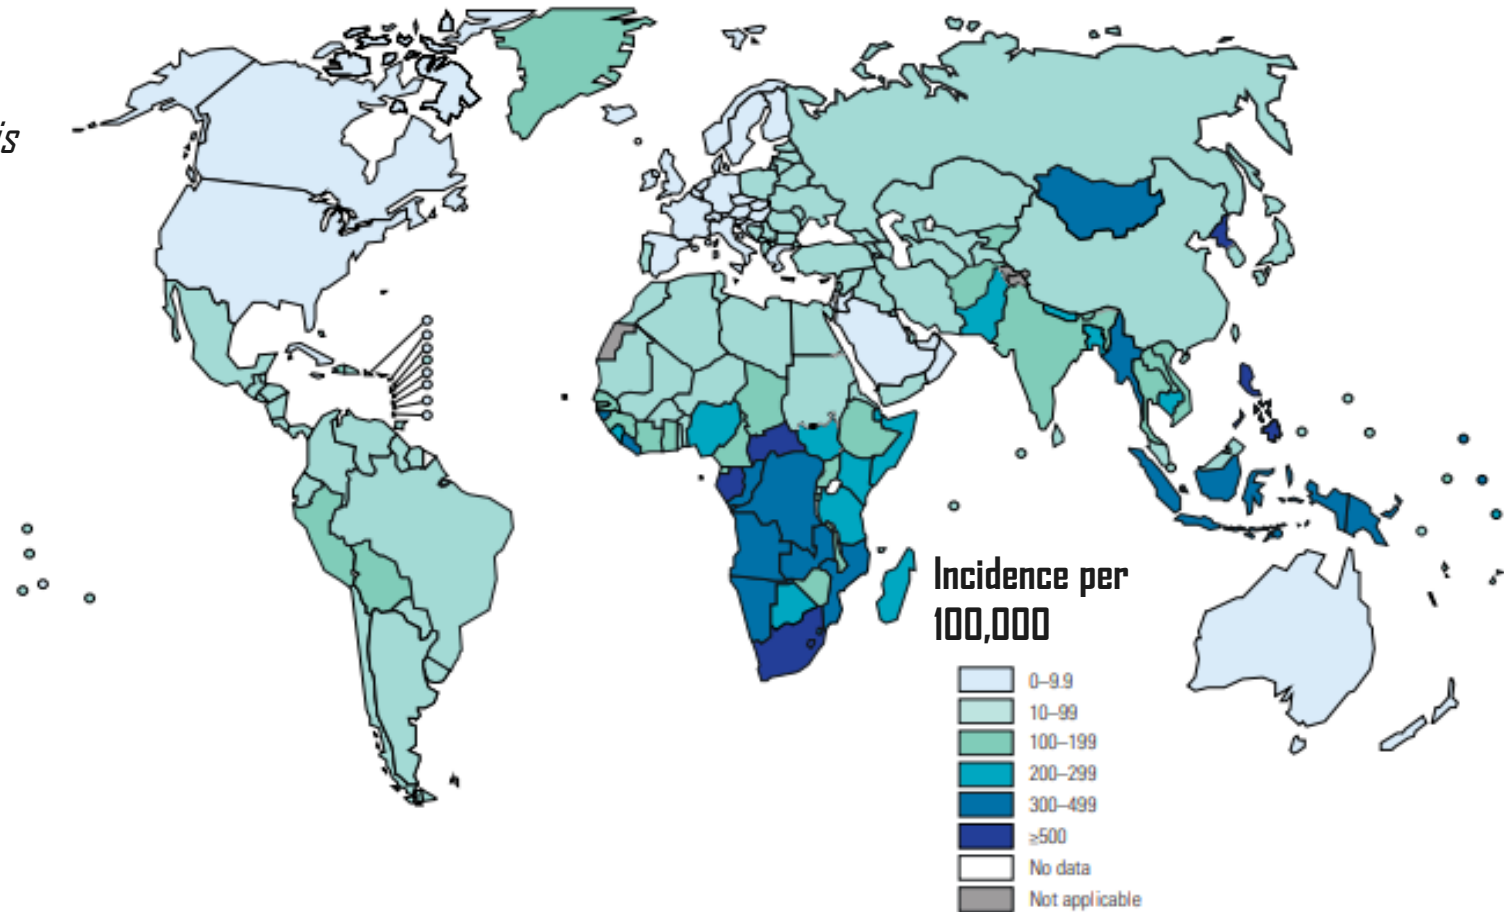 is
Incidence per
100,000
0–9.9
10–99
100–199
200–299
300–499
≥500
No data
Not applicable